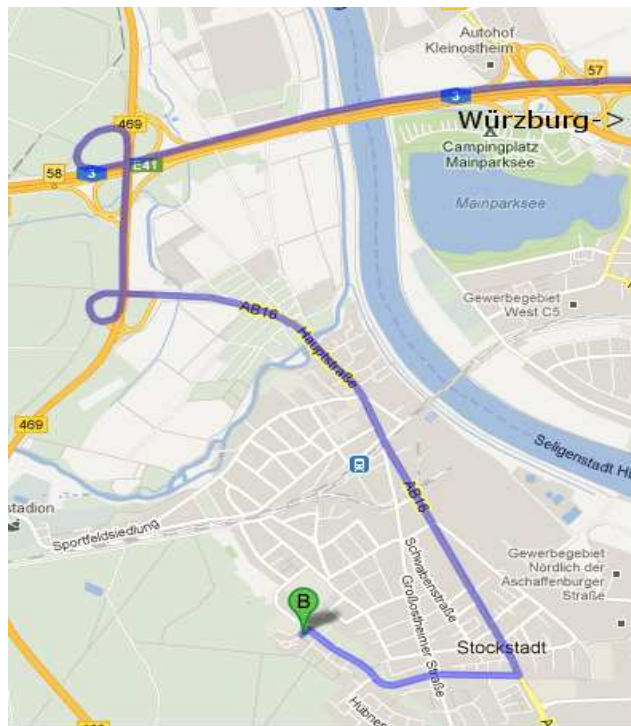 Autohof
Kleinostheim
57
3
Würzburg->
469
Campingplatz
Mainparksee
58
3
E41
Mainparksee
Gewerbegebiet
West C5
AB16
Hauptstraße
469
Seligenstadt
stadion
Sportfeldsiedlung
AB16
Schwabenstraße
Großostheimer Straße
Gewerbegebiet
Nördlich der
Aschaffenburger
Straße
B
Stockstadt
Hübner